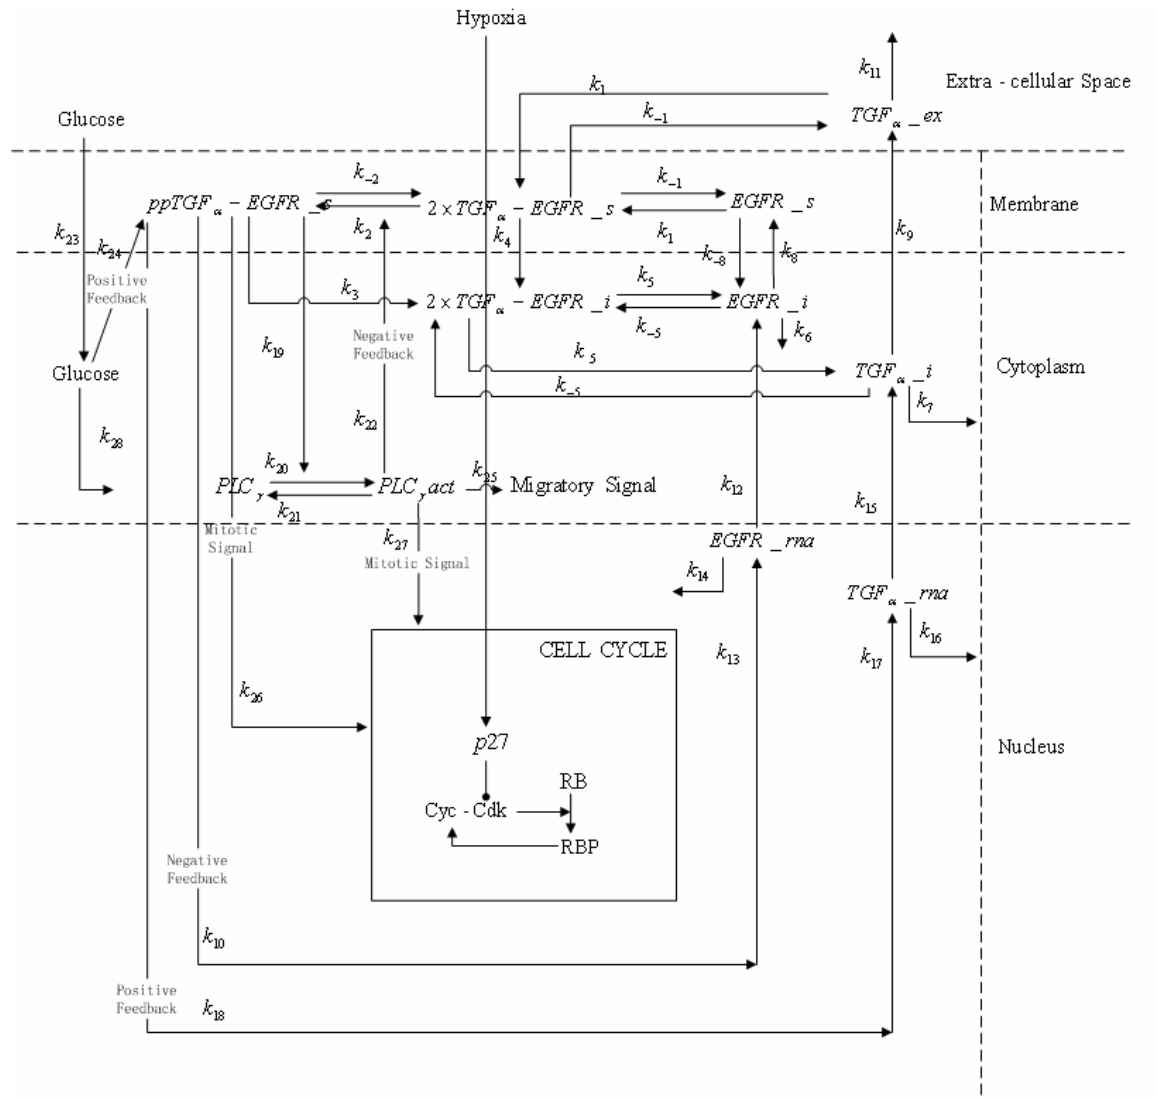 Hypoxia
k11
Extra - cellular Space
k1
Glucose
k-1
TGFα_ex
k-2
k-1
ppTGFα - EGFR_s
2×TGFα - EGFR_s
EGFR_s
Membrane
k23
k24
k2
k4
k1
k-8
k8
k9
Positive
Feedback
k3
k5
2×TGFα - EGFR_i
EGFR_i
k-5
k6
Negative
Feedback
k19
k5
Glucose
TGFα_i
Cytoplasm
k-5
k7
k28
k22
k20
k25
PLCγ
PLCγact
Migratory Signal
k12
k21
k15
Mitotic
Signal
k27
EGFR_rna
Mitotic Signal
k14
TGFα_rna
k16
CELL CYCLE
k13
k17
k26
p27
Nucleus
RB
Cyc - Cdk
RBP
Negative
Feedback
k10
Positive
Feedback
k18